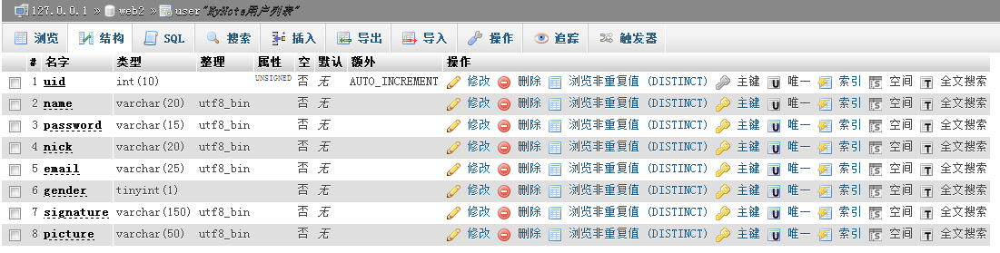 127.0.0.1 » web2 » user "MyNote用户列表"
浏览 结构 SQL 搜索 插入 导出 导入 操作 追踪 触发器
# 名字 类型 整理 属性 空 默认 额外 操作
1 uid int(10) UNSIGNED 否 无 AUTO_INCREMENT 修改 删除 浏览非重复值 (DISTINCT) 主键 U 唯一 索引 S 空间 T 全文搜索
2 name varchar(20) utf8_bin 否 无 修改 删除 浏览非重复值 (DISTINCT) 主键 U 唯一 索引 S 空间 T 全文搜索
3 password varchar(15) utf8_bin 否 无 修改 删除 浏览非重复值 (DISTINCT) 主键 U 唯一 索引 S 空间 T 全文搜索
4 nick varchar(20) utf8_bin 否 无 修改 删除 浏览非重复值 (DISTINCT) 主键 U 唯一 索引 S 空间 T 全文搜索
5 email varchar(25) utf8_bin 否 无 修改 删除 浏览非重复值 (DISTINCT) 主键 U 唯一 索引 S 空间 T 全文搜索
6 gender tinyint(1) 否 无 修改 删除 浏览非重复值 (DISTINCT) 主键 U 唯一 索引 S 空间 T 全文搜索
7 signature varchar(150) utf8_bin 否 无 修改 删除 浏览非重复值 (DISTINCT) 主键 U 唯一 索引 S 空间 T 全文搜索
8 picture varchar(50) utf8_bin 否 无 修改 删除 浏览非重复值 (DISTINCT) 主键 U 唯一 索引 S 空间 T 全文搜索